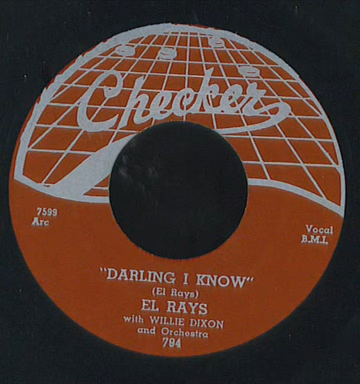 Checker
7599
Arc
Vocal
B.M.I.
"DARLING I KNOW"
(El Rays)
EL RAYS
with WILLIE DIXON
and Orchestra
794